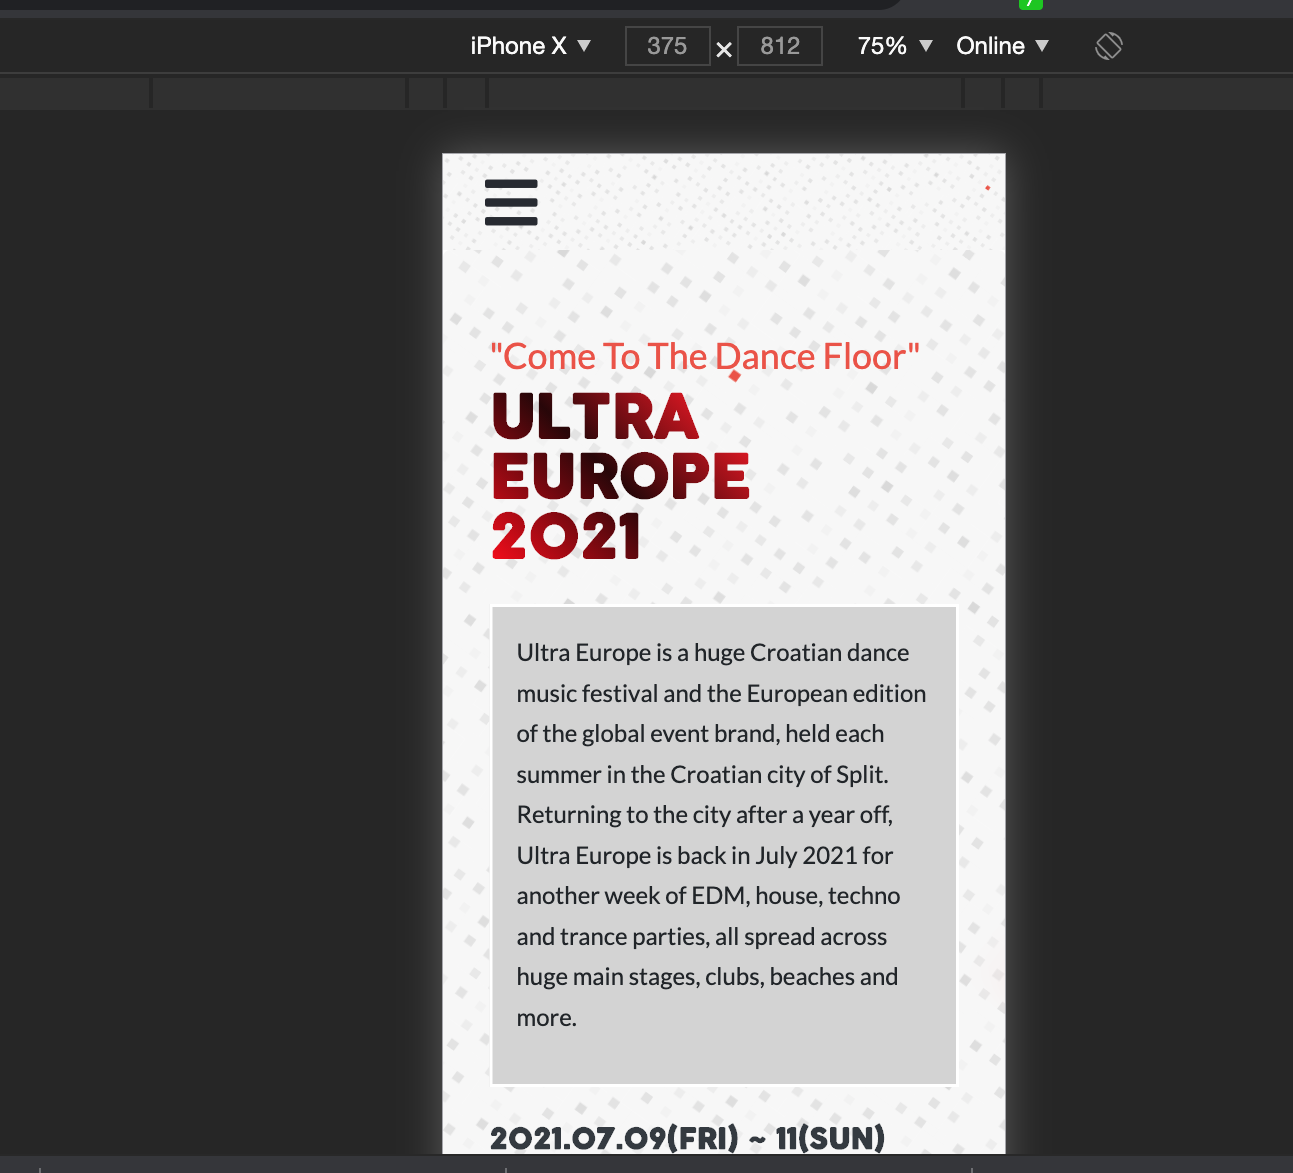 iPhone X ▼ 375 × 812 75% ▼ Online ▼
"Come To The Dance Floor"
ULTRA
EUROPE
2021
Ultra Europe is a huge Croatian dance
music festival and the European edition
of the global event brand, held each
summer in the Croatian city of Split.
Returning to the city after a year off,
Ultra Europe is back in July 2021 for
another week of EDM, house, techno
and trance parties, all spread across
huge main stages, clubs, beaches and
more.
2021.07.09(FRI) ~ 11(SUN)